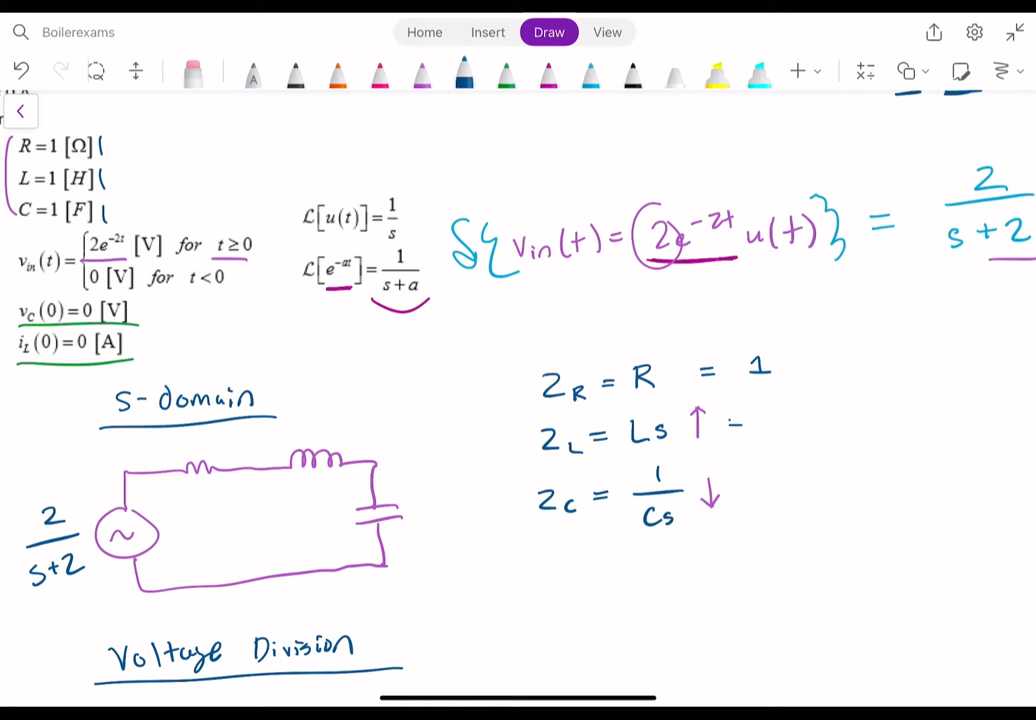 Boilerexams
Home Insert Draw View
A
R = 1 [Ω]
L = 1 [H]
C = 1 [F]
v_in(t) = { 2e^{-2t} [V] for t ≥ 0
0 [V] for t < 0
v_C(0) = 0 [V]
i_L(0) = 0 [A]
ℒ[u(t)] = 1/s
ℒ[e^{-at}] = 1/(s+a)
ℒ{v_in(t) = (2e^{-2t} u(t)} = 2/(s+2)
S-domain
2/(s+2)
Z_R = R = 1
Z_L = Ls ↑ =
Z_C = 1/(Cs) ↓
Voltage Division